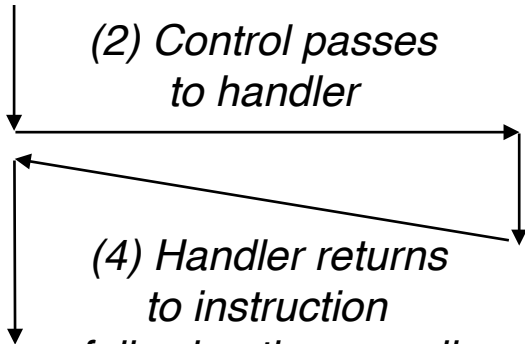 (2) Control passes
to handler
(4) Handler returns
to instruction